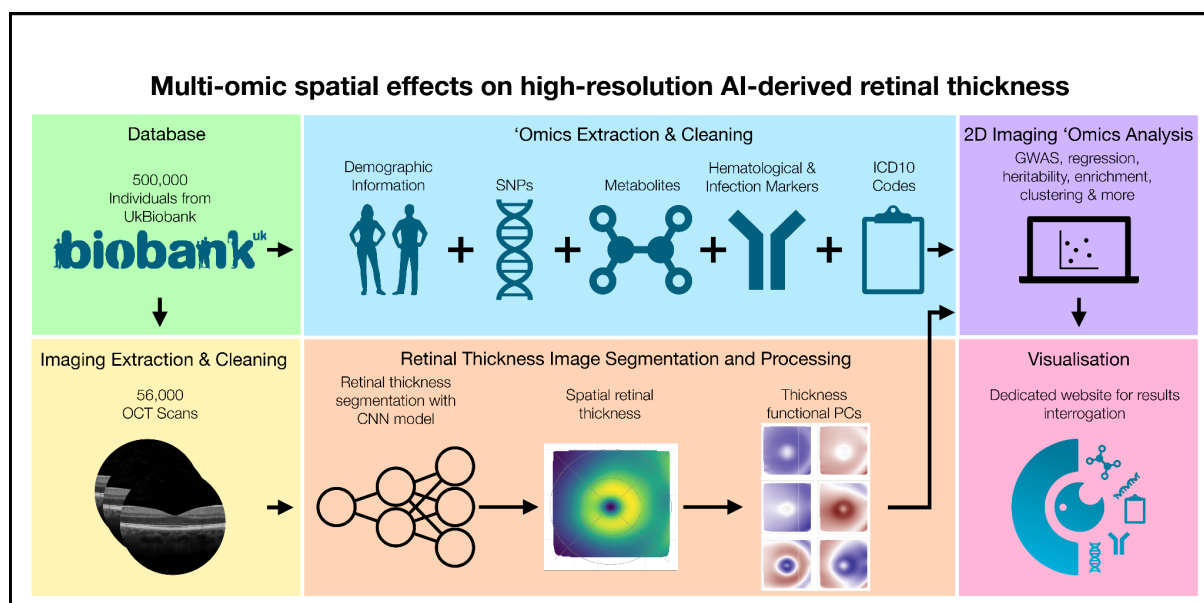 Multi-omic spatial effects on high-resolution AI-derived retinal thickness
Database
500,000
Individuals from
UkBiobank
biobank uk
'Omics Extraction & Cleaning
Demographic
Information
SNPs
Metabolites
Hematological &
Infection Markers
ICD10
Codes
+
+
+
+
2D Imaging 'Omics Analysis
GWAS, regression,
heritability, enrichment,
clustering & more
Imaging Extraction & Cleaning
56,000
OCT Scans
Retinal Thickness Image Segmentation and Processing
Retinal thickness
segmentation with
CNN model
Spatial retinal
thickness
Thickness
functional PCs
Visualisation
Dedicated website for results
interrogation